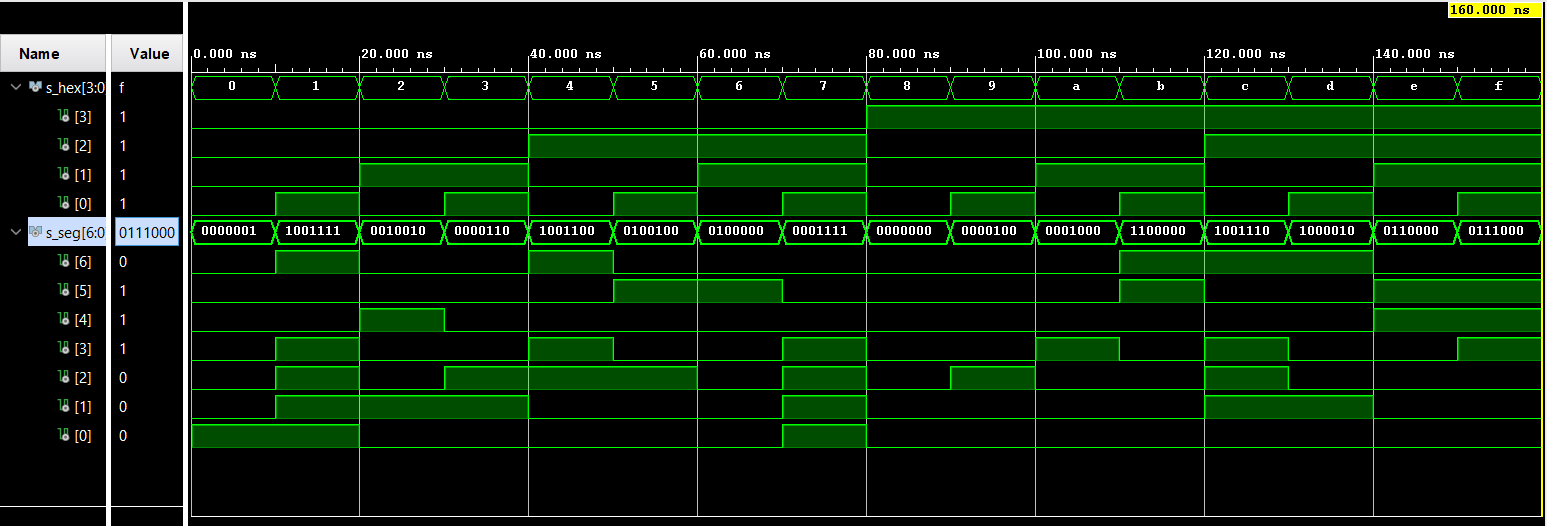 160.000 ns
Name Value
0.000 ns 20.000 ns 40.000 ns 60.000 ns 80.000 ns 100.000 ns 120.000 ns 140.000 ns
s_hex[3:0 f 0 1 2 3 4 5 6 7 8 9 a b c d e f
[3] 1
[2] 1
[1] 1
[0] 1
s_seg[6:0 0111000 0000001 1001111 0010010 0000110 1001100 0100100 0100000 0001111 0000000 0000100 0001000 1100000 1001110 1000010 0110000 0111000
[6] 0
[5] 1
[4] 1
[3] 1
[2] 0
[1] 0
[0] 0